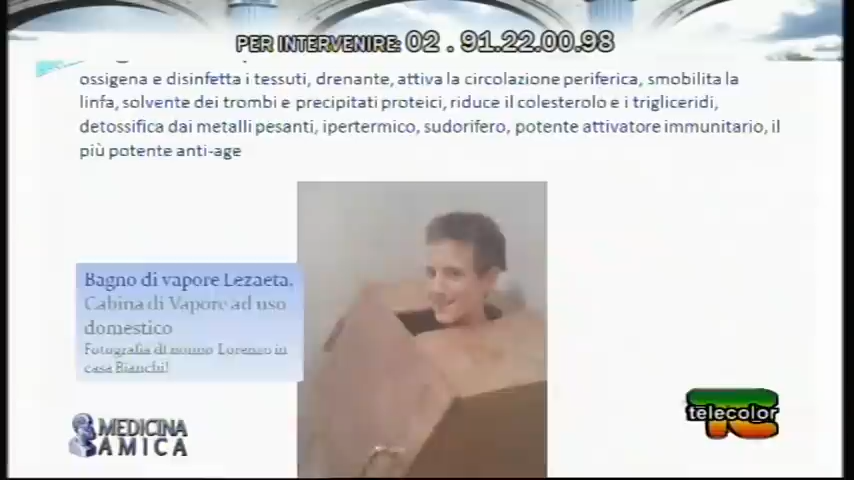 PER INTERVENIRE: 02 . 91.22.00.98
ossigena e disinfetta i tessuti, drenante, attiva la circolazione periferica, smobilita la
linfa, solvente dei trombi e precipitati proteici, riduce il colesterolo e i trigliceridi,
detossifica dai metalli pesanti, ipertermico, sudorifero, potente attivatore immunitario, il
più potente anti-age
Bagno di vapore Lezaeta.
Cabina di Vapore ad uso
domestico
Fotografia di nonno Lorenzo in
casa Bianchi!
MEDICINA
AMICA
telecolor